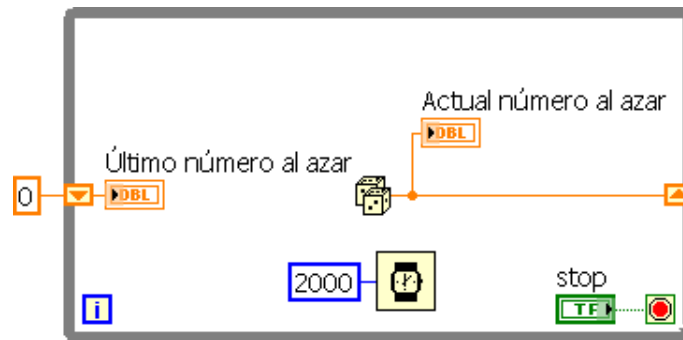 Actual número al azar
DBL
Último número al azar
0
DBL
2000
stop
i
TF